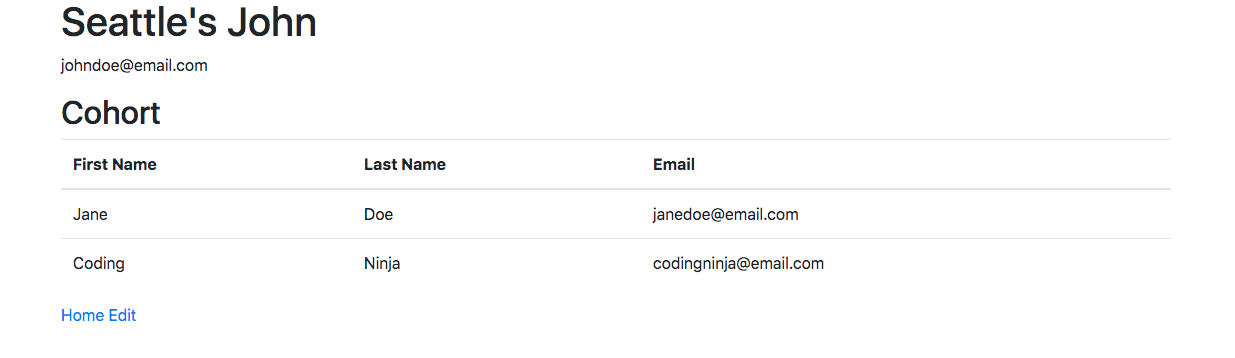 Seattle's John
johndoe@email.com
Cohort
First Name Last Name Email
Jane Doe janedoe@email.com
Coding Ninja codingninja@email.com
Home Edit